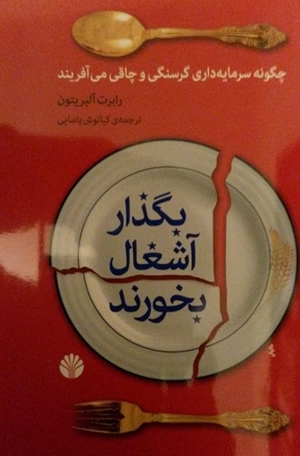 چگونه سرمایه‌داری گرسنگی و چاقی می‌آفریند
رابرت آلبریتون
ترجمه‌ی کیانوش یاسایی
بگذار
آشغال
بخورند